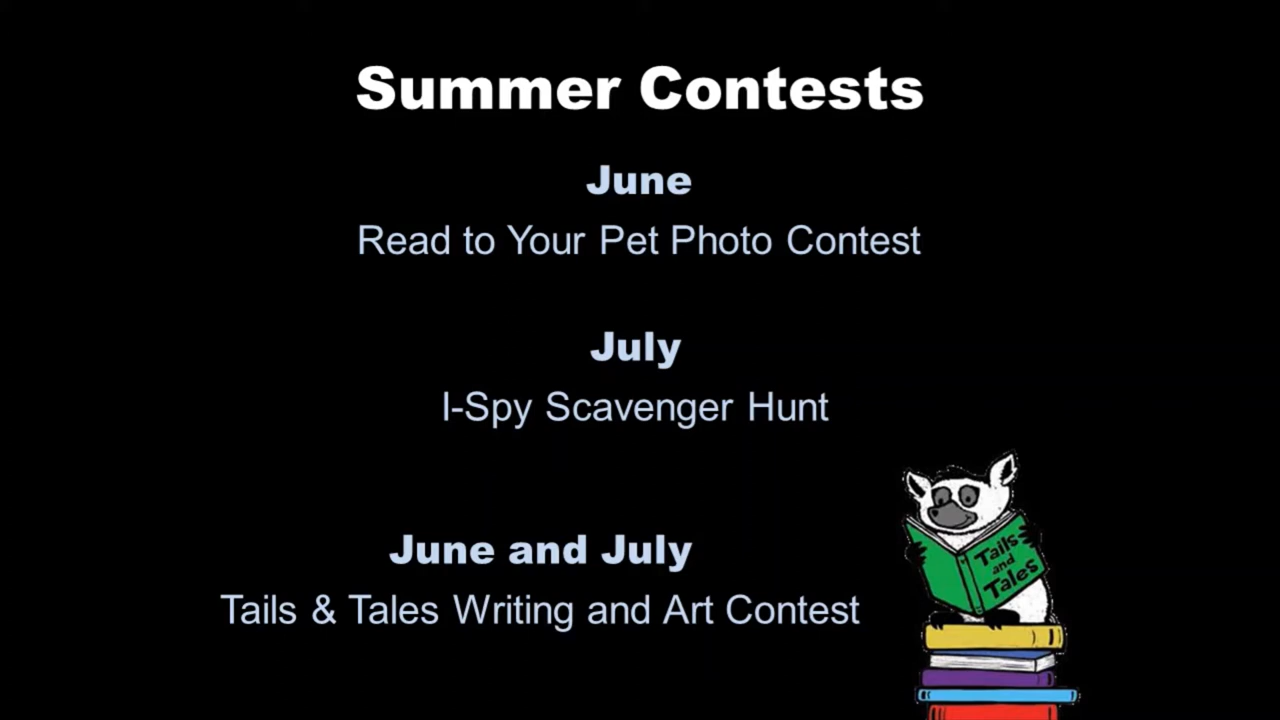 Summer Contests
June
Read to Your Pet Photo Contest
July
I-Spy Scavenger Hunt
June and July
Tails & Tales Writing and Art Contest
Tails
and
Tales